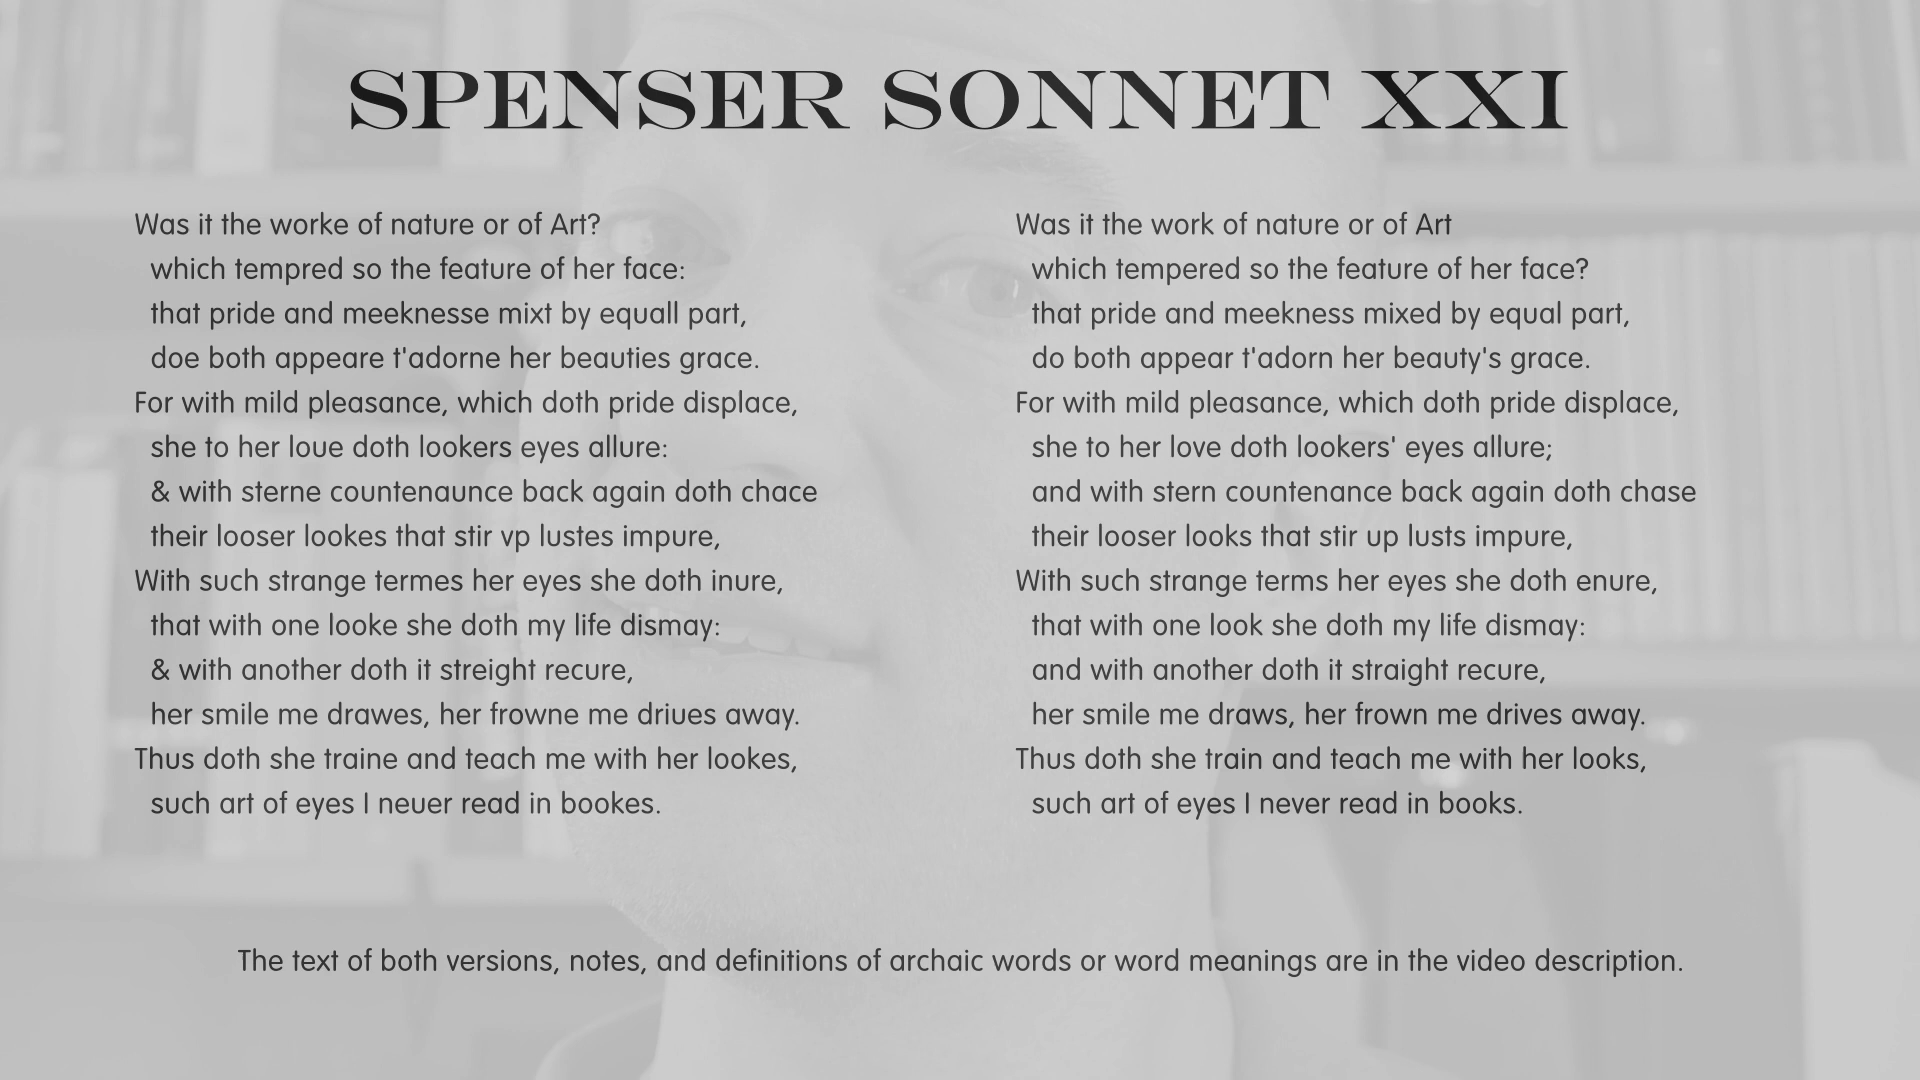 SPENSER SONNET XXI
Was it the worke of nature or of Art?
which tempred so the feature of her face:
that pride and meeknesse mixt by equall part,
doe both appeare t'adorne her beauties grace.
For with mild pleasance, which doth pride displace,
she to her loue doth lookers eyes allure:
& with sterne countenaunce back again doth chace
their looser lookes that stir vp lustes impure,
With such strange termes her eyes she doth inure,
that with one looke she doth my life dismay:
& with another doth it streight recure,
her smile me drawes, her frowne me driues away.
Thus doth she traine and teach me with her lookes,
such art of eyes I neuer read in bookes.
Was it the work of nature or of Art
which tempered so the feature of her face?
that pride and meekness mixed by equal part,
do both appear t'adorn her beauty's grace.
For with mild pleasance, which doth pride displace,
she to her love doth lookers' eyes allure;
and with stern countenance back again doth chase
their looser looks that stir up lusts impure,
With such strange terms her eyes she doth enure,
that with one look she doth my life dismay:
and with another doth it straight recure,
her smile me draws, her frown me drives away.
Thus doth she train and teach me with her looks,
such art of eyes I never read in books.
The text of both versions, notes, and definitions of archaic words or word meanings are in the video description.